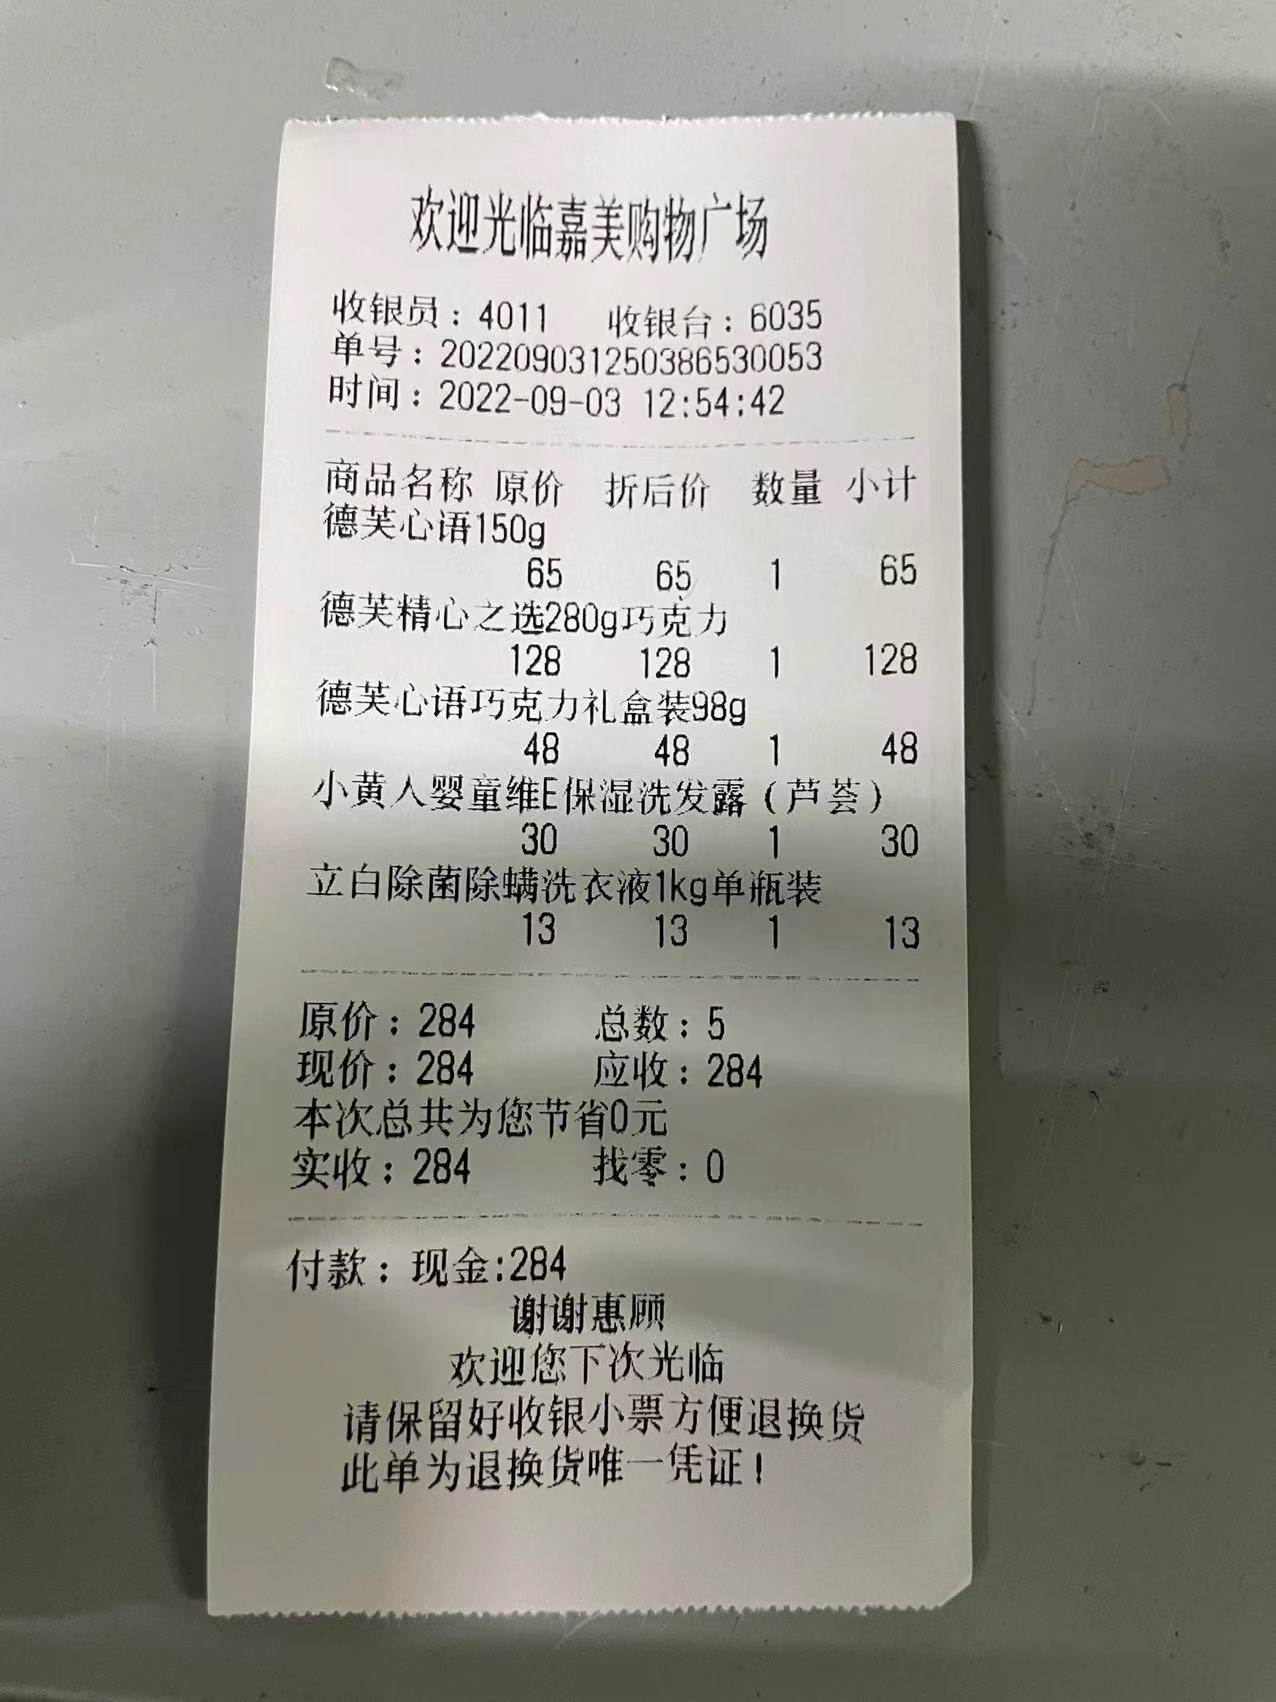 欢迎光临嘉美购物广场
收银员：4011 收银台：6035
单号：202209031250386530053
时间：2022-09-03 12:54:42
商品名称 原价 折后价 数量 小计
德芙心语150g
65 65 1 65
德芙精心之选280g巧克力
128 128 1 128
德芙心语巧克力礼盒装98g
48 48 1 48
小黄人婴童维E保湿洗发露（芦荟）
30 30 1 30
立白除菌除螨洗衣液1kg单瓶装
13 13 1 13
原价：284 总数：5
现价：284 应收：284
本次总共为您节省0元
实收：284 找零：0
付款：现金:284
谢谢惠顾
欢迎您下次光临
请保留好收银小票方便退换货
此单为退换货唯一凭证！